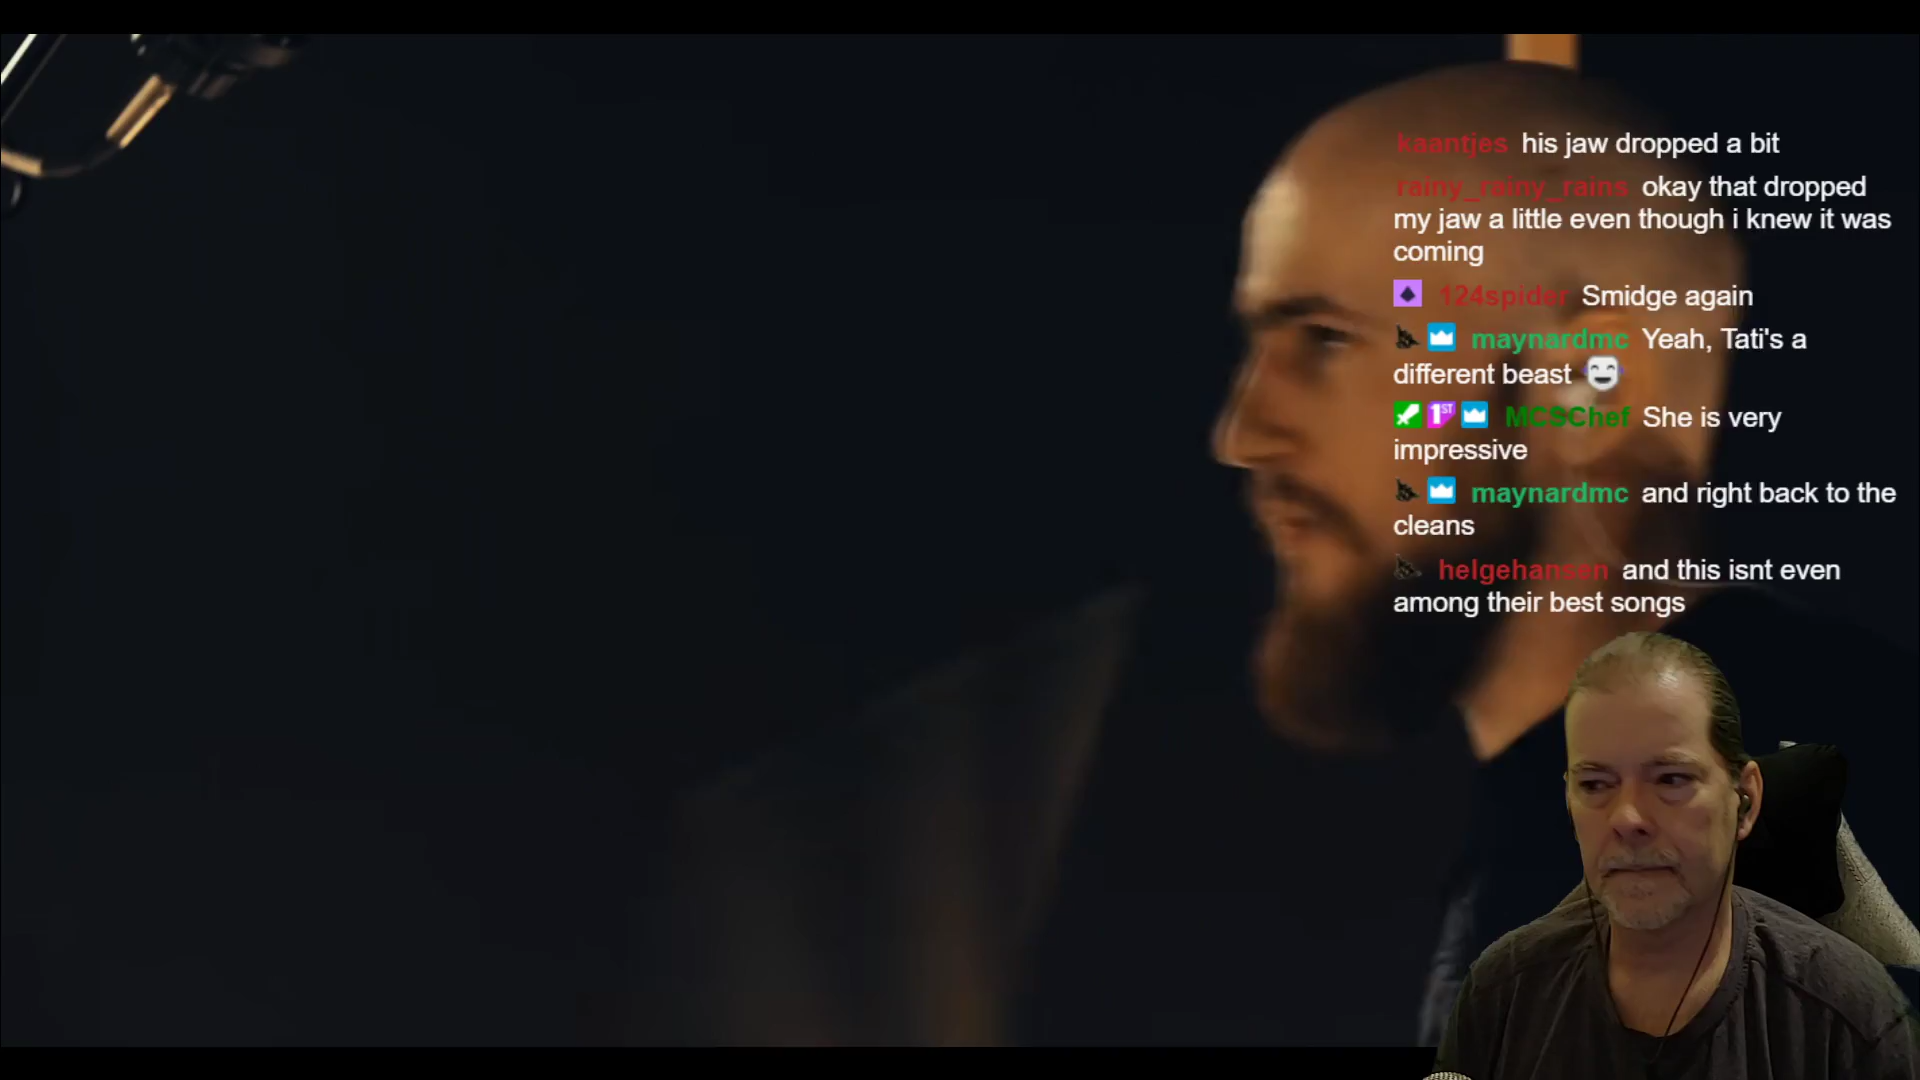 kaantjes his jaw dropped a bit
rainy_rainy_rains okay that dropped
my jaw a little even though i knew it was
coming
124spider Smidge again
maynardmc Yeah, Tati's a
different beast
1ST MCSChef She is very
impressive
maynardmc and right back to the
cleans
helgehansen and this isnt even
among their best songs